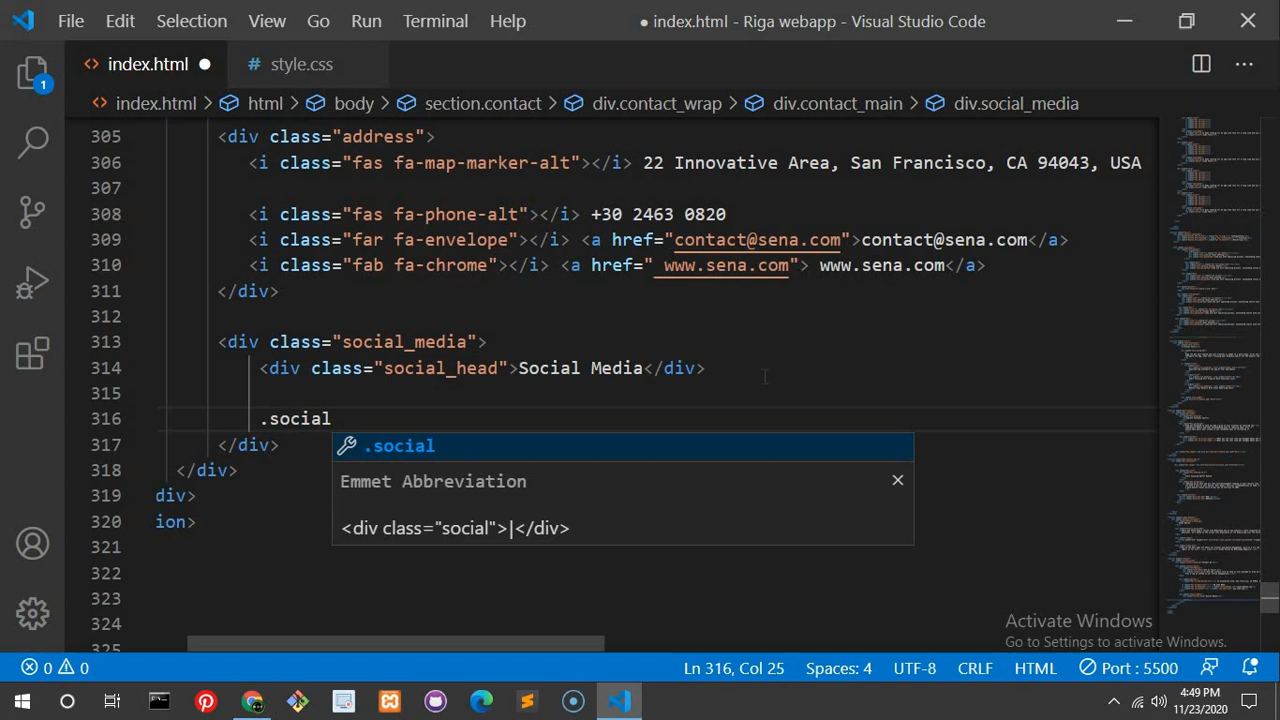 File Edit Selection View Go Run Terminal Help ● index.html - Riga webapp - Visual Studio Code
index.html ● style.css
index.html > html > body > section.contact > div.contact_wrap > div.contact_main > div.social_media
305 <div class="address">
306 <i class="fas fa-map-marker-alt"></i> 22 Innovative Area, San Francisco, CA 94043, USA
307
308 <i class="fas fa-phone-alt"></i> +30 2463 0820
309 <i class="far fa-envelope"></i> <a href="contact@sena.com">contact@sena.com</a>
310 <i class="fab fa-chrome"></i> <a href=" www.sena.com"> www.sena.com</a>
311 </div>
312
313 <div class="social_media">
314 <div class="social_head">Social Media</div>
315
316 .social
317 </div>
.social
318 </div>
Emmet Abbreviation
319 div>
320 ion>
<div class="social">|</div>
321
322
323
324
325
Activate Windows
Go to Settings to activate Windows.
0 0 Ln 316, Col 25 Spaces: 4 UTF-8 CRLF HTML Port : 5500
4:49 PM
11/23/2020
1